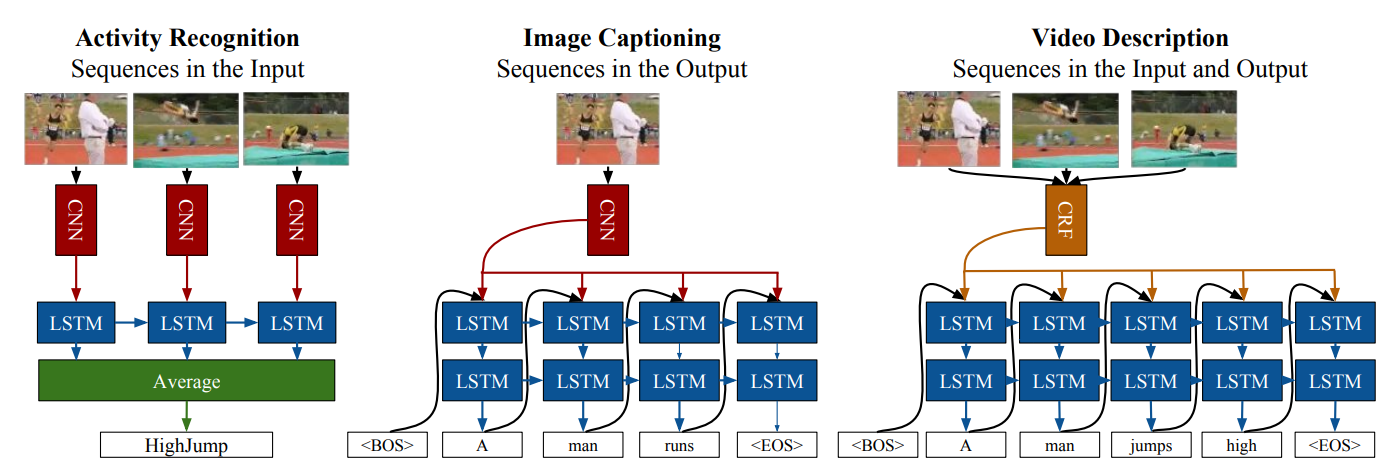 Activity Recognition
Sequences in the Input
CNN
CNN
CNN
LSTM
LSTM
LSTM
Average
HighJump
Image Captioning
Sequences in the Output
CNN
LSTM
LSTM
LSTM
LSTM
LSTM
LSTM
LSTM
LSTM
<BOS>
A
man
runs
<EOS>
Video Description
Sequences in the Input and Output
CRF
LSTM
LSTM
LSTM
LSTM
LSTM
LSTM
LSTM
LSTM
LSTM
LSTM
<BOS>
A
man
jumps
high
<EOS>